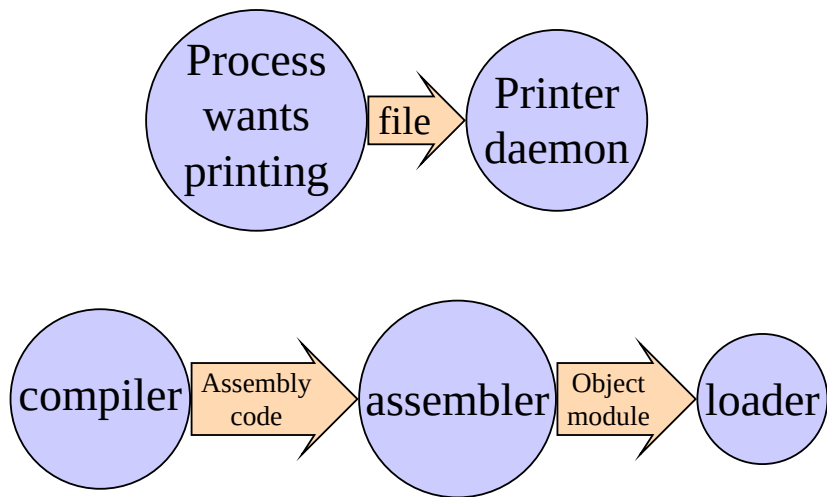 Process
wants
printing
file
Printer
daemon
compiler
Assembly
code
assembler
Object
module
loader